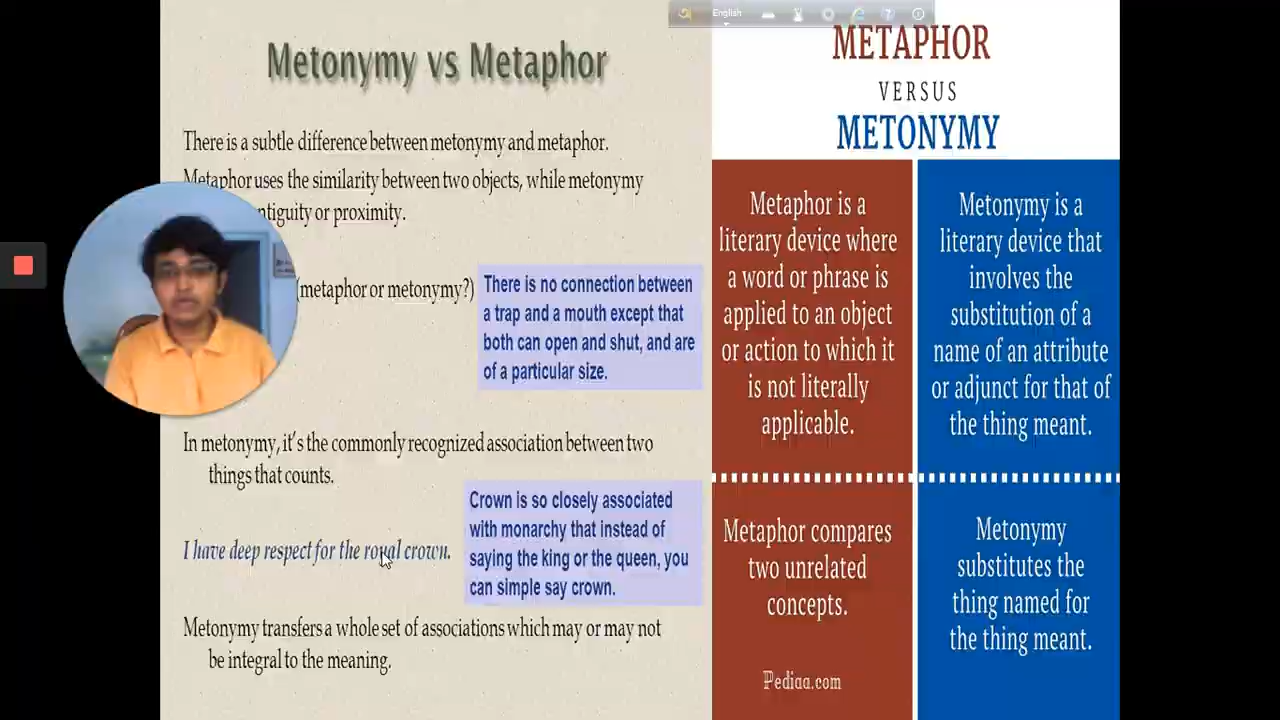 English
Metonymy vs Metaphor
There is a subtle difference between metonymy and metaphor.
Metaphor uses the similarity between two objects, while metonymy
or proximity.
(metaphor or metonymy?)
There is no connection between
a trap and a mouth except that
both can open and shut, and are
of a particular size.
In metonymy, it's the commonly recognized association between two
things that counts.
Crown is so closely associated
with monarchy that instead of
saying the king or the queen, you
can simple say crown.
I have deep respect for the royal crown.
Metonymy transfers a whole set of associations which may or may not
be integral to the meaning.
METAPHOR
VERSUS
METONYMY
Metaphor is a
literary device where
a word or phrase is
applied to an object
or action to which it
is not literally
applicable.
Metonymy is a
literary device that
involves the
substitution of a
name of an attribute
or adjunct for that of
the thing meant.
Metaphor compares
two unrelated
concepts.
Metonymy
substitutes the
thing named for
the thing meant.
Pediaa.com